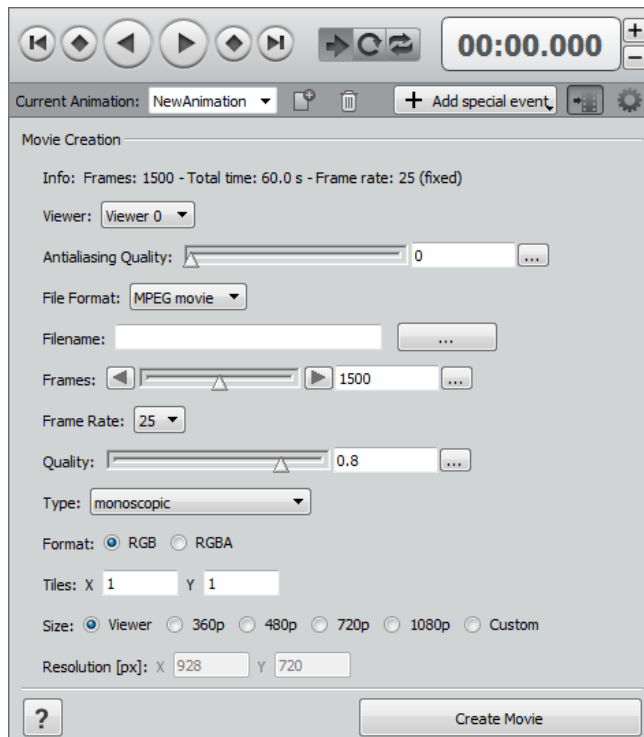 00:00.000 +
−
Current Animation: NewAnimation + Add special event
Movie Creation
Info: Frames: 1500 - Total time: 60.0 s - Frame rate: 25 (fixed)
Viewer: Viewer 0
Antialiasing Quality: 0 ...
File Format: MPEG movie
Filename: ...
Frames: 1500 ...
Frame Rate: 25
Quality: 0.8 ...
Type: monoscopic
Format: RGB RGBA
Tiles: X 1 Y 1
Size: Viewer 360p 480p 720p 1080p Custom
Resolution [px]: X 928 Y 720
? Create Movie